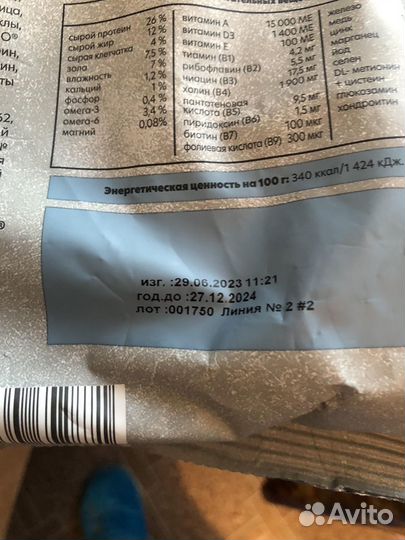 сырой протеин 26 %
сырой жир 12 %
сырая клетчатка 4 %
зола 7,5 %
влажность 7 %
кальций 1,2 %
фосфор 1 %
омега-3 0,4 %
омега-6 3,4 %
магний 0,08%
витамин A 15 000 МЕ
витамин D3 1 400 МЕ
витамин E 100 МЕ
тиамин (B1) 4,2 мг
рибофлавин (B2) 5,5 мг
ниацин (B3) 17,5 мг
холин (B4) 1 900 мг
пантатеновая
кислота (B5) 9,5 мг
пиридоксин (B6) 1,5 мг
биотин (B7) 100 мкг
фолиевая кислота (B9) 300 мкг
железо
медь
цинк
марганец
йод
селен
DL- метионин
+ цистеин
глюкозамин
хондроитин
Энергетическая ценность на 100 г: 340 ккал/1 424 кДж.
изг. :29.06.2023 11:21
год.до :27.12.2024
лот :001750 Линия № 2 #2
Avito